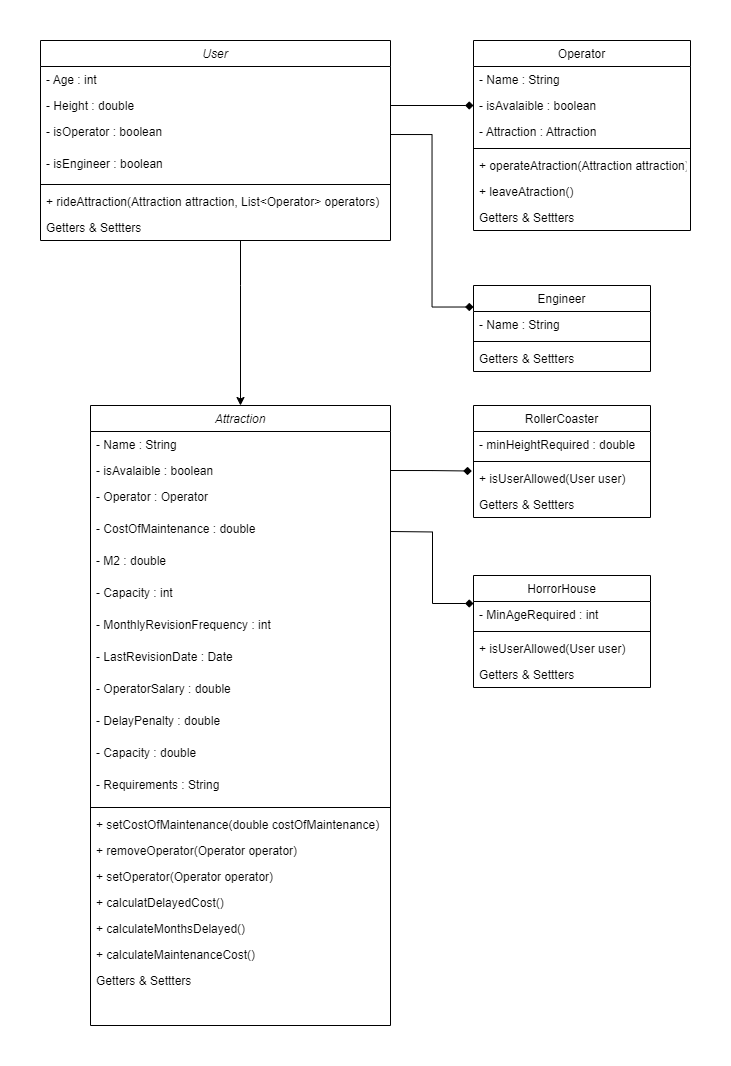 User
- Age : int
- Height : double
- isOperator : boolean
- isEngineer : boolean
+ rideAttraction(Attraction attraction, List<Operator> operators)
Getters & Settters
Operator
- Name : String
- isAvalaible : boolean
- Attraction : Attraction
+ operateAtraction(Attraction attraction)
+ leaveAtraction()
Getters & Settters
Engineer
- Name : String
Getters & Settters
Attraction
- Name : String
- isAvalaible : boolean
- Operator : Operator
- CostOfMaintenance : double
- M2 : double
- Capacity : int
- MonthlyRevisionFrequency : int
- LastRevisionDate : Date
- OperatorSalary : double
- DelayPenalty : double
- Capacity : double
- Requirements : String
+ setCostOfMaintenance(double costOfMaintenance)
+ removeOperator(Operator operator)
+ setOperator(Operator operator)
+ calculatDelayedCost()
+ calculateMonthsDelayed()
+ calculateMaintenanceCost()
Getters & Settters
RollerCoaster
- minHeightRequired : double
+ isUserAllowed(User user)
Getters & Settters
HorrorHouse
- MinAgeRequired : int
+ isUserAllowed(User user)
Getters & Settters